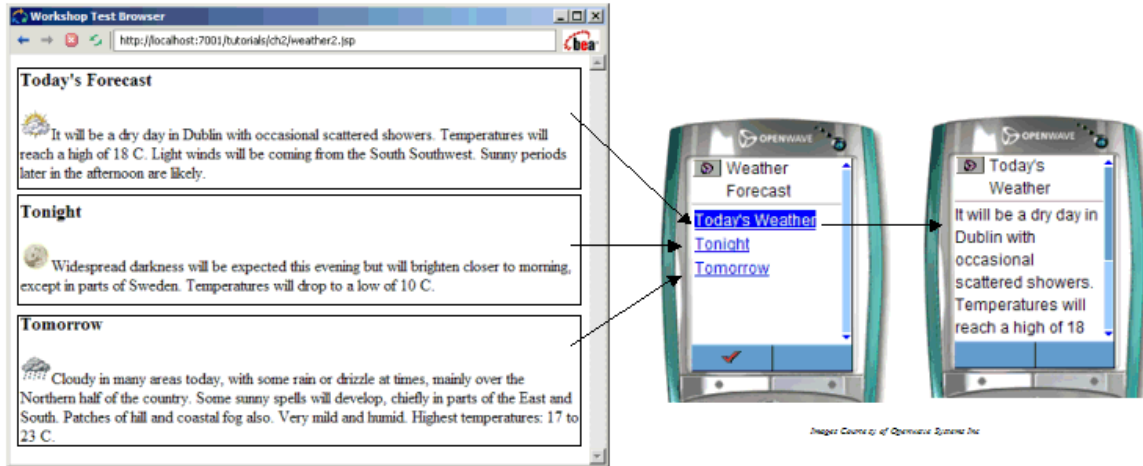 Workshop Test Browser
http://localhost:7001/tutorials/ch2/weather2.jsp
bea
Today's Forecast
It will be a dry day in Dublin with occasional scattered showers. Temperatures will
reach a high of 18 C. Light winds will be coming from the South Southwest. Sunny periods
later in the afternoon are likely.
Tonight
Widespread darkness will be expected this evening but will brighten closer to morning,
except in parts of Sweden. Temperatures will drop to a low of 10 C.
Tomorrow
Cloudy in many areas today, with some rain or drizzle at times, mainly over the
Northern half of the country. Some sunny spells will develop, chiefly in parts of the East and
South. Patches of hill and coastal fog also. Very mild and humid. Highest temperatures: 17 to
23 C.
OPENWAVE
Weather
Forecast
Today's Weather
Tonight
Tomorrow
OPENWAVE
Today's
Weather
It will be a dry day in
Dublin with
occasional
scattered showers.
Temperatures will
reach a high of 18
Images Courtesy of Openwave Systems Inc